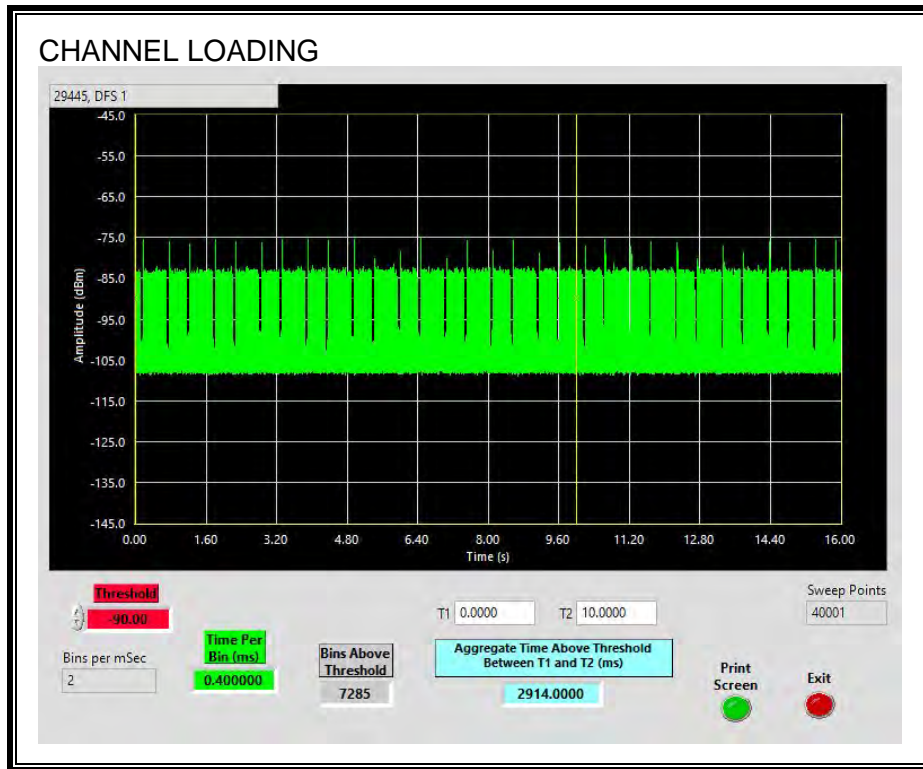 CHANNEL LOADING
29445, DFS 1
-45.0
-55.0
-65.0
-75.0
-85.0
-95.0
-105.0
-115.0
-125.0
-135.0
-145.0
Amplitude (dBm)
0.00 1.60 3.20 4.80 6.40 8.00 9.60 11.20 12.80 14.40 16.00
Time (s)
Threshold
-90.00
Bins per mSec
2
Time Per
Bin (ms)
0.400000
Bins Above
Threshold
7285
T1 0.0000 T2 10.0000
Aggregate Time Above Threshold
Between T1 and T2 (ms)
2914.0000
Sweep Points
40001
Print
Screen
Exit